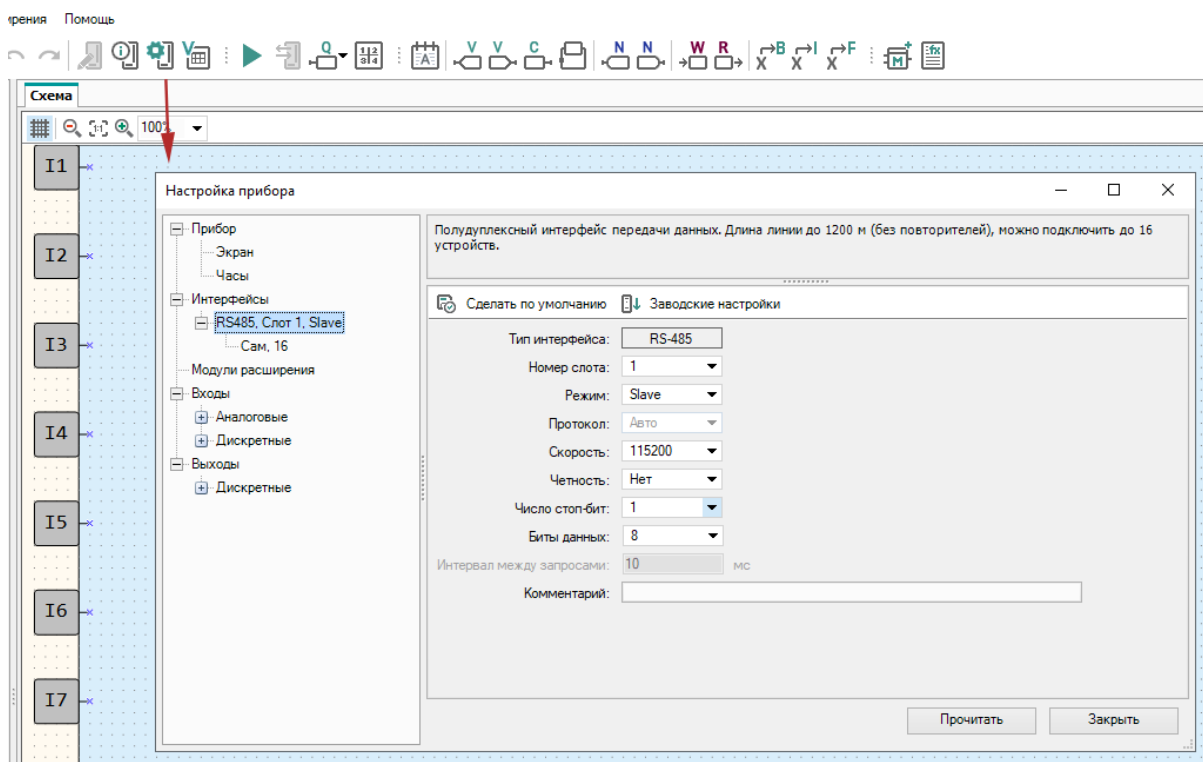 ирения Помощь
V Q A V V C N N W R B I F M fx
Схема
100%
I1
I2
I3
I4
I5
I6
I7
Настройка прибора
Прибор
Экран
Часы
Интерфейсы
RS485, Слот 1, Slave
Сам, 16
Модули расширения
Входы
Аналоговые
Дискретные
Выходы
Дискретные
Полудуплексный интерфейс передачи данных. Длина линии до 1200 м (без повторителей), можно подключить до 16
устройств.
Сделать по умолчанию Заводские настройки
Тип интерфейса: RS-485
Номер слота: 1
Режим: Slave
Протокол: Авто
Скорость: 115200
Четность: Нет
Число стоп-бит: 1
Биты данных: 8
Интервал между запросами: 10 мс
Комментарий:
Прочитать Закрыть